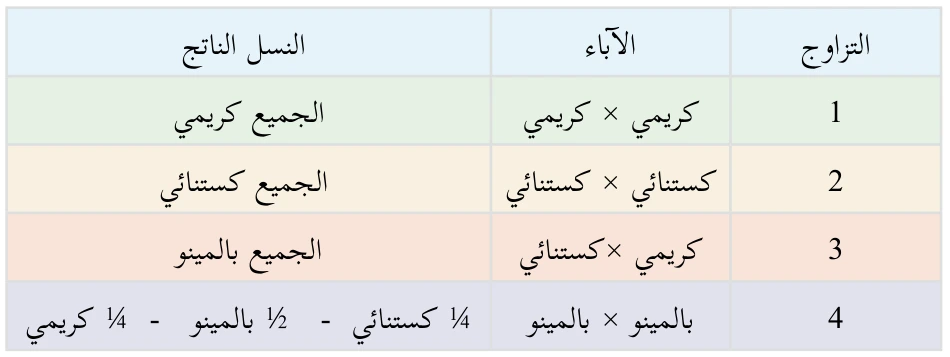 التزاوج الآباء النسل الناتج
1 كريمي × كريمي الجميع كريمي
2 كستنائي × كستنائي الجميع كستنائي
3 كريمي ×كستنائي الجميع بالمينو
4 بالمينو × بالمينو ¼ كستنائي - ½ بالمينو - ¼ كريمي